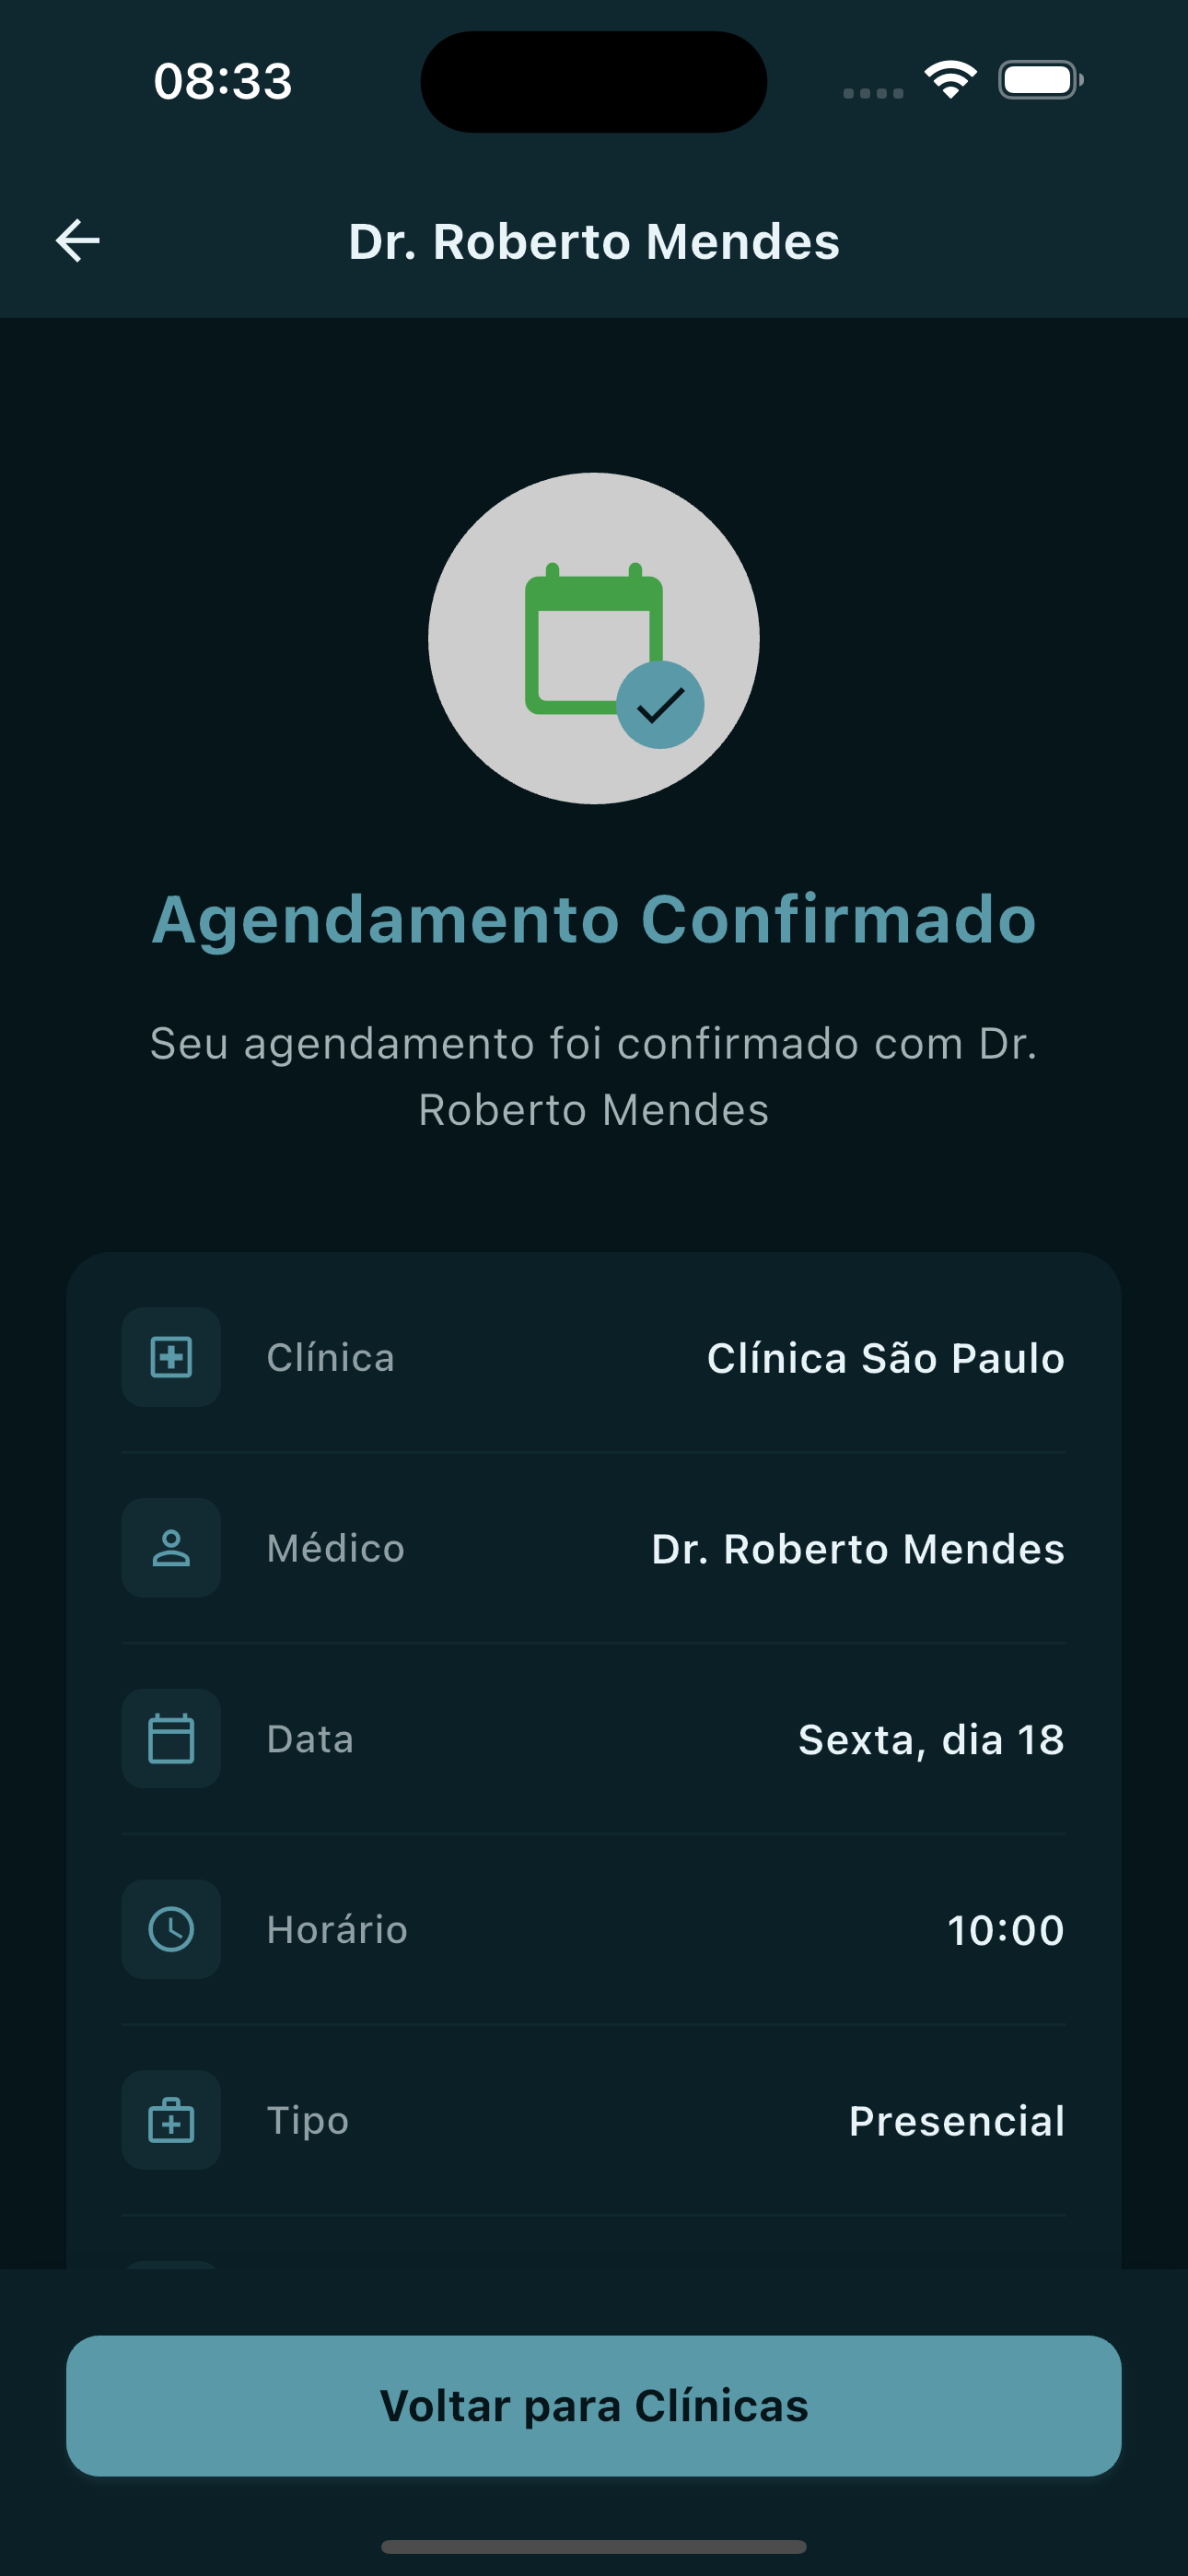 08:33
Dr. Roberto Mendes
Agendamento Confirmado
Seu agendamento foi confirmado com Dr.
Roberto Mendes
Clínica Clínica São Paulo
Médico Dr. Roberto Mendes
Data Sexta, dia 18
Horário 10:00
Tipo Presencial
Voltar para Clínicas